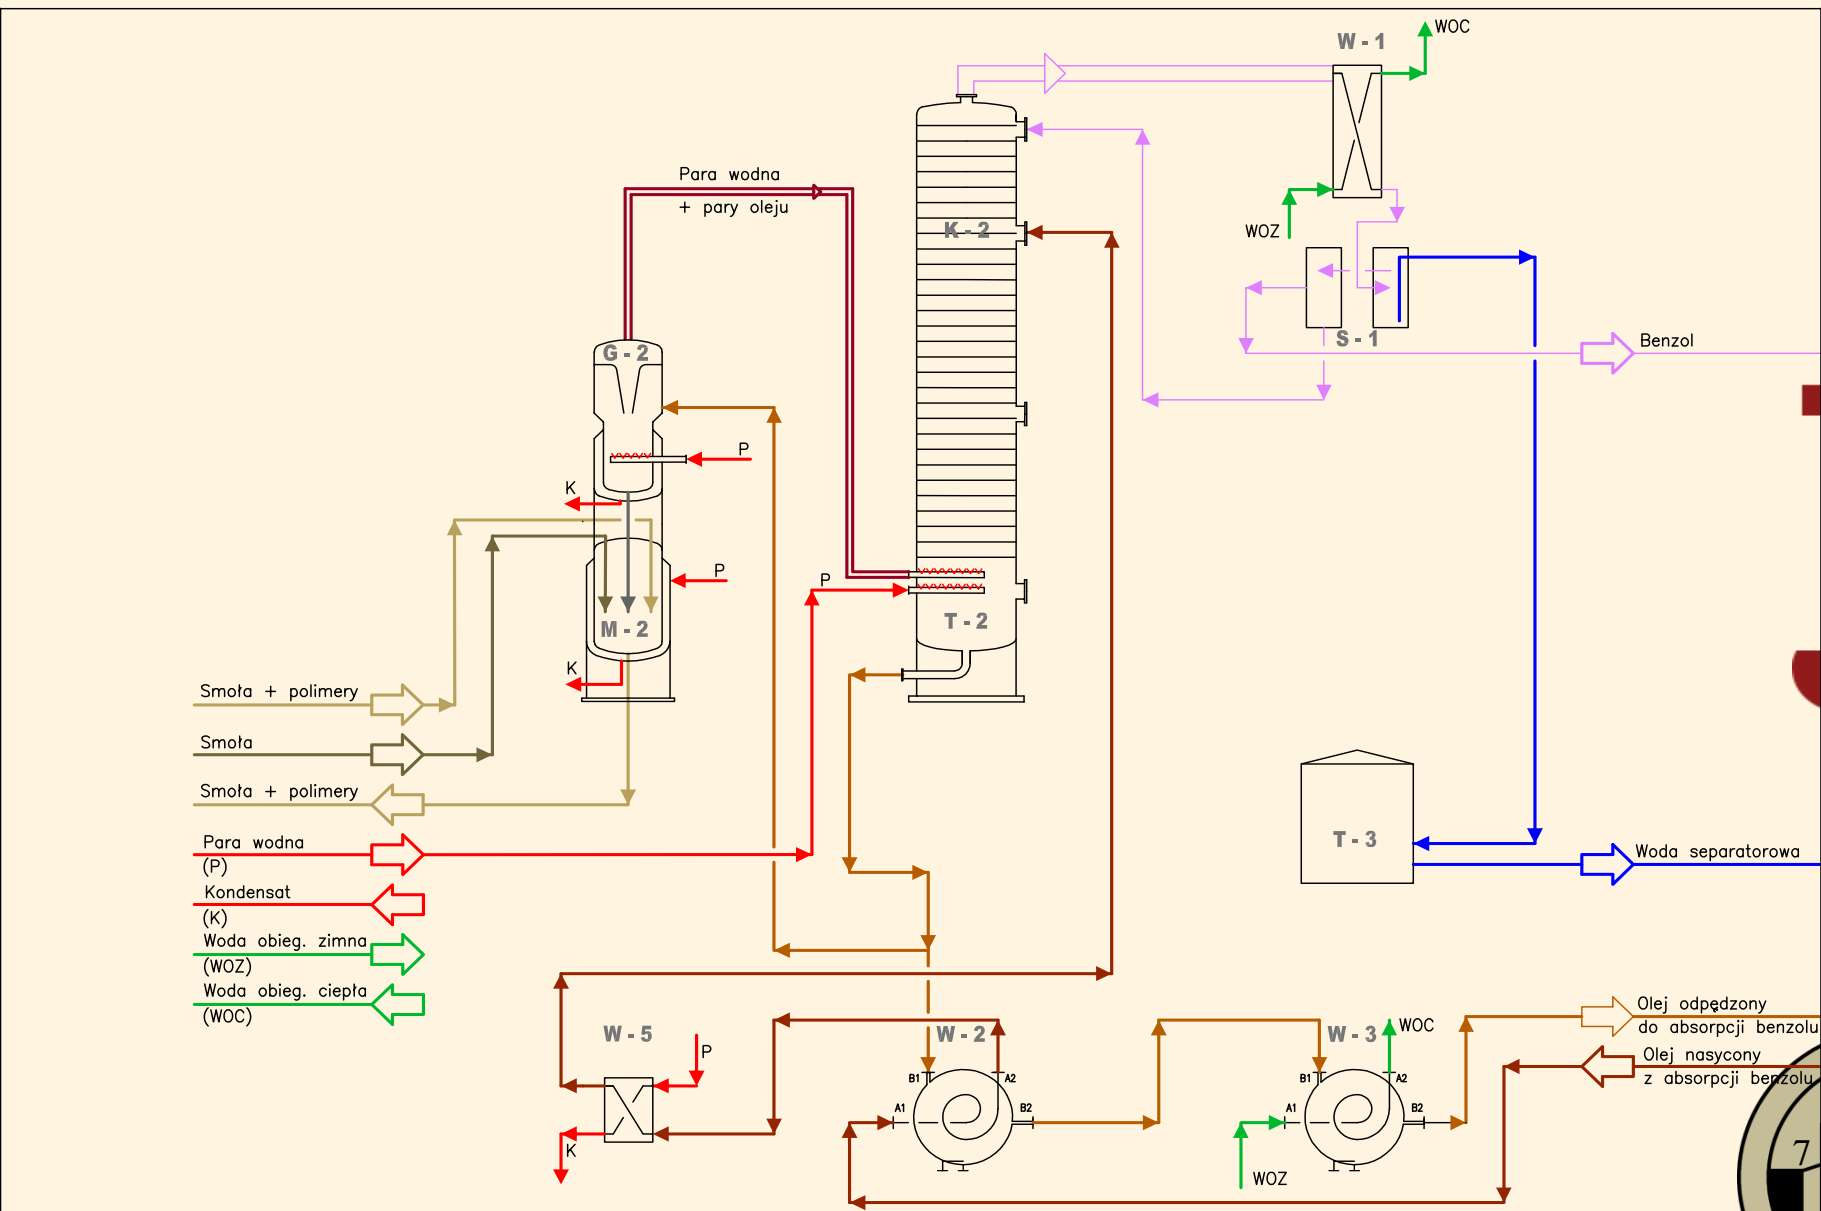 WOC
W - 1
Para wodna
+ pary oleju
WOZ
K - 2
S - 1
Benzol
G - 2
P
K
P
P
T - 2
M - 2
K
Smoła + polimery
Smoła
Smoła + polimery
Para wodna
(P)
Kondensat
(K)
Woda obieg. zimna
(WOZ)
Woda obieg. ciepła
(WOC)
T - 3
Woda separatorowa
Olej odpędzony
do absorpcji benzolu
Olej nasycony
z absorpcji benzolu
W - 5
P
K
W - 2
B1
A2
A1
B2
W - 3
WOC
B1
A2
A1
B2
WOZ
7